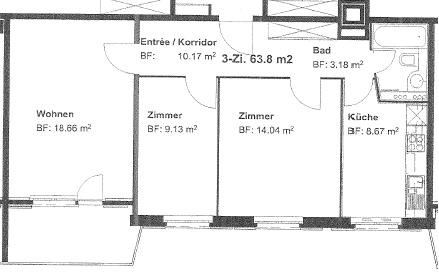 Entrée / Korridor
BF: 10.17 m²
3-Zi. 63.8 m2
Bad
BF: 3.18 m²
Wohnen
BF: 18.66 m²
Zimmer
BF: 9.13 m²
Zimmer
BF: 14.04 m²
Küche
BF: 8.67 m²